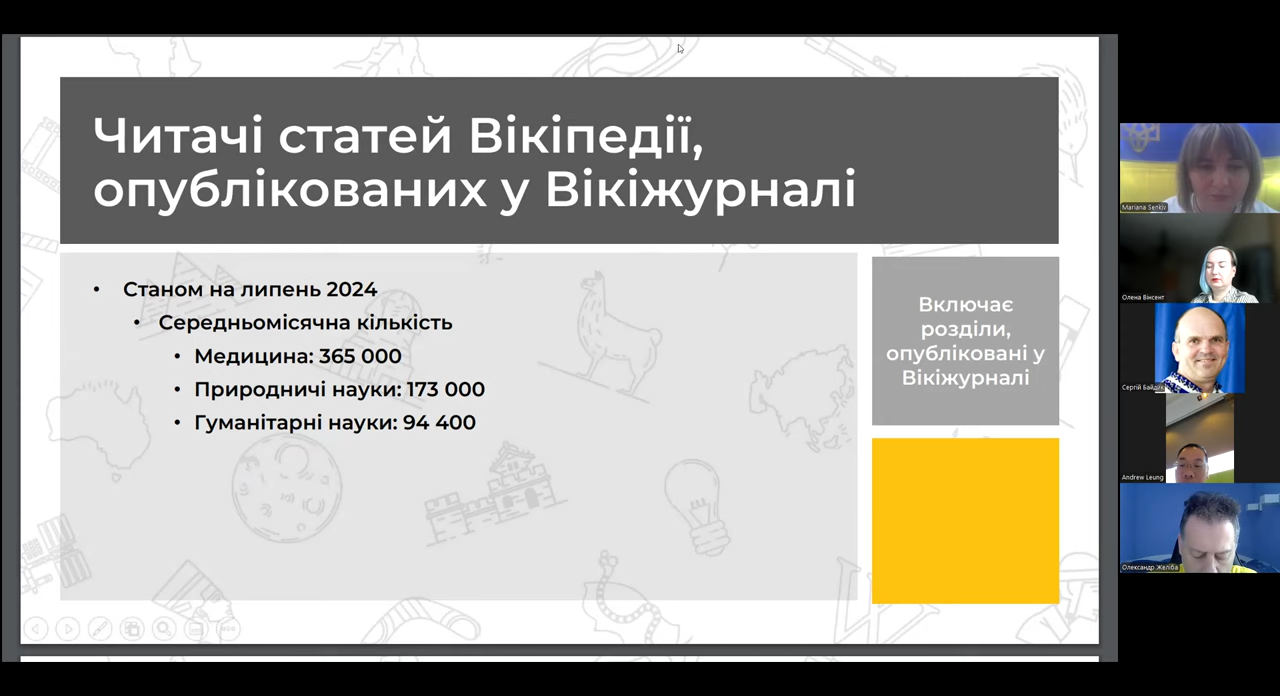 Читачі статей Вікіпедії,
опублікованих у Вікіжурналі
• Станом на липень 2024
• Середньомісячна кількість
• Медицина: 365 000
• Природничі науки: 173 000
• Гуманітарні науки: 94 400
Включає
розділи,
опубліковані у
Вікіжурналі
Mariana Senkiv
Олена Вінсент
Сергій
Andrew Leung
Олександр Желіба